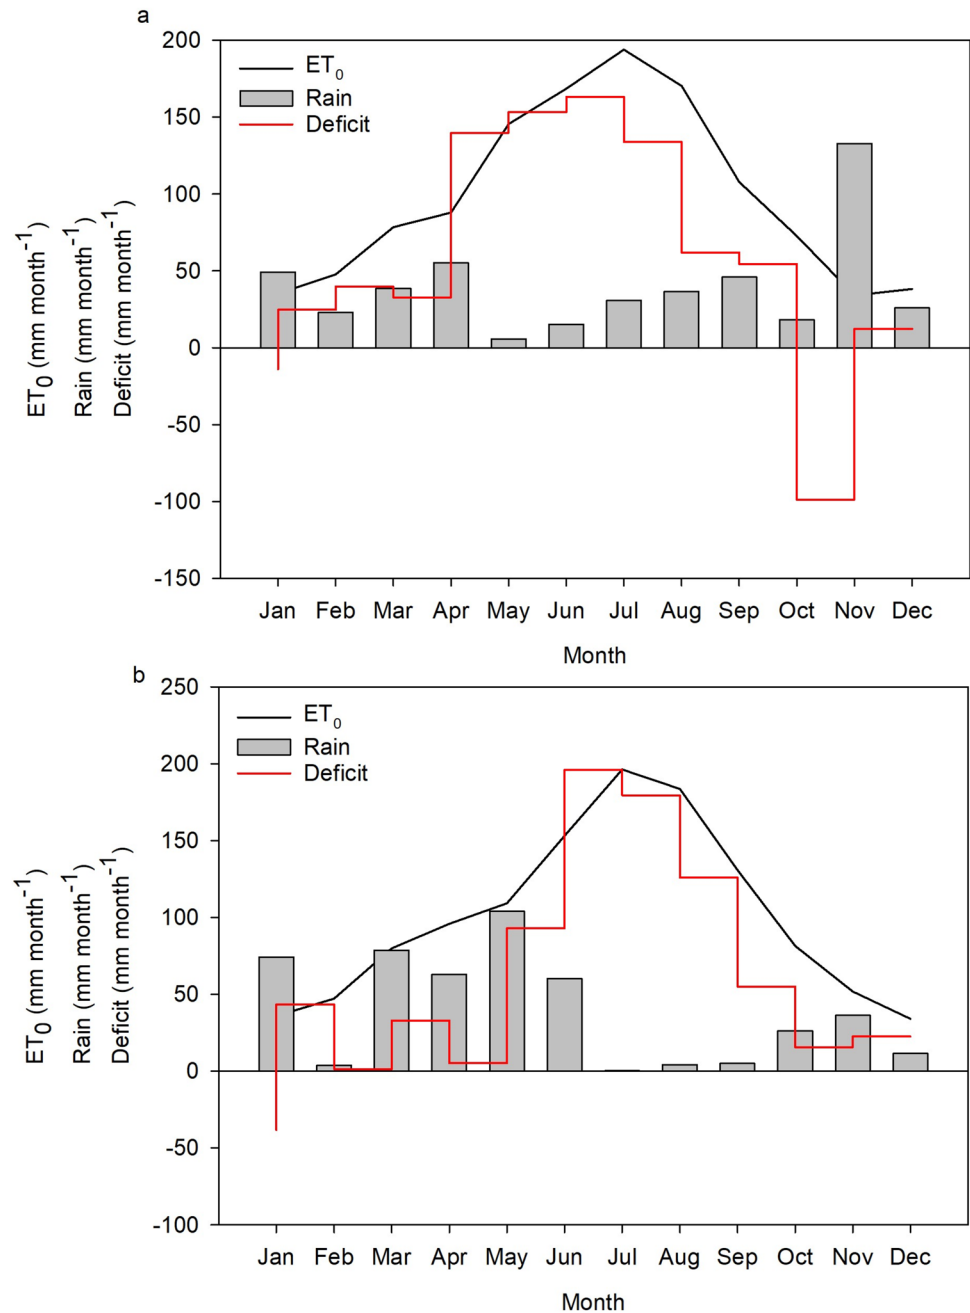 a
200
150
100
50
0
-50
-100
-150
ET0 (mm month-1)
Rain (mm month-1)
Deficit (mm month-1)
ET0
Rain
Deficit
Jan Feb Mar Apr May Jun Jul Aug Sep Oct Nov Dec
Month
b
250
200
150
100
50
0
-50
-100
ET0 (mm month-1)
Rain (mm month-1)
Deficit (mm month-1)
ET0
Rain
Deficit
Jan Feb Mar Apr May Jun Jul Aug Sep Oct Nov Dec
Month